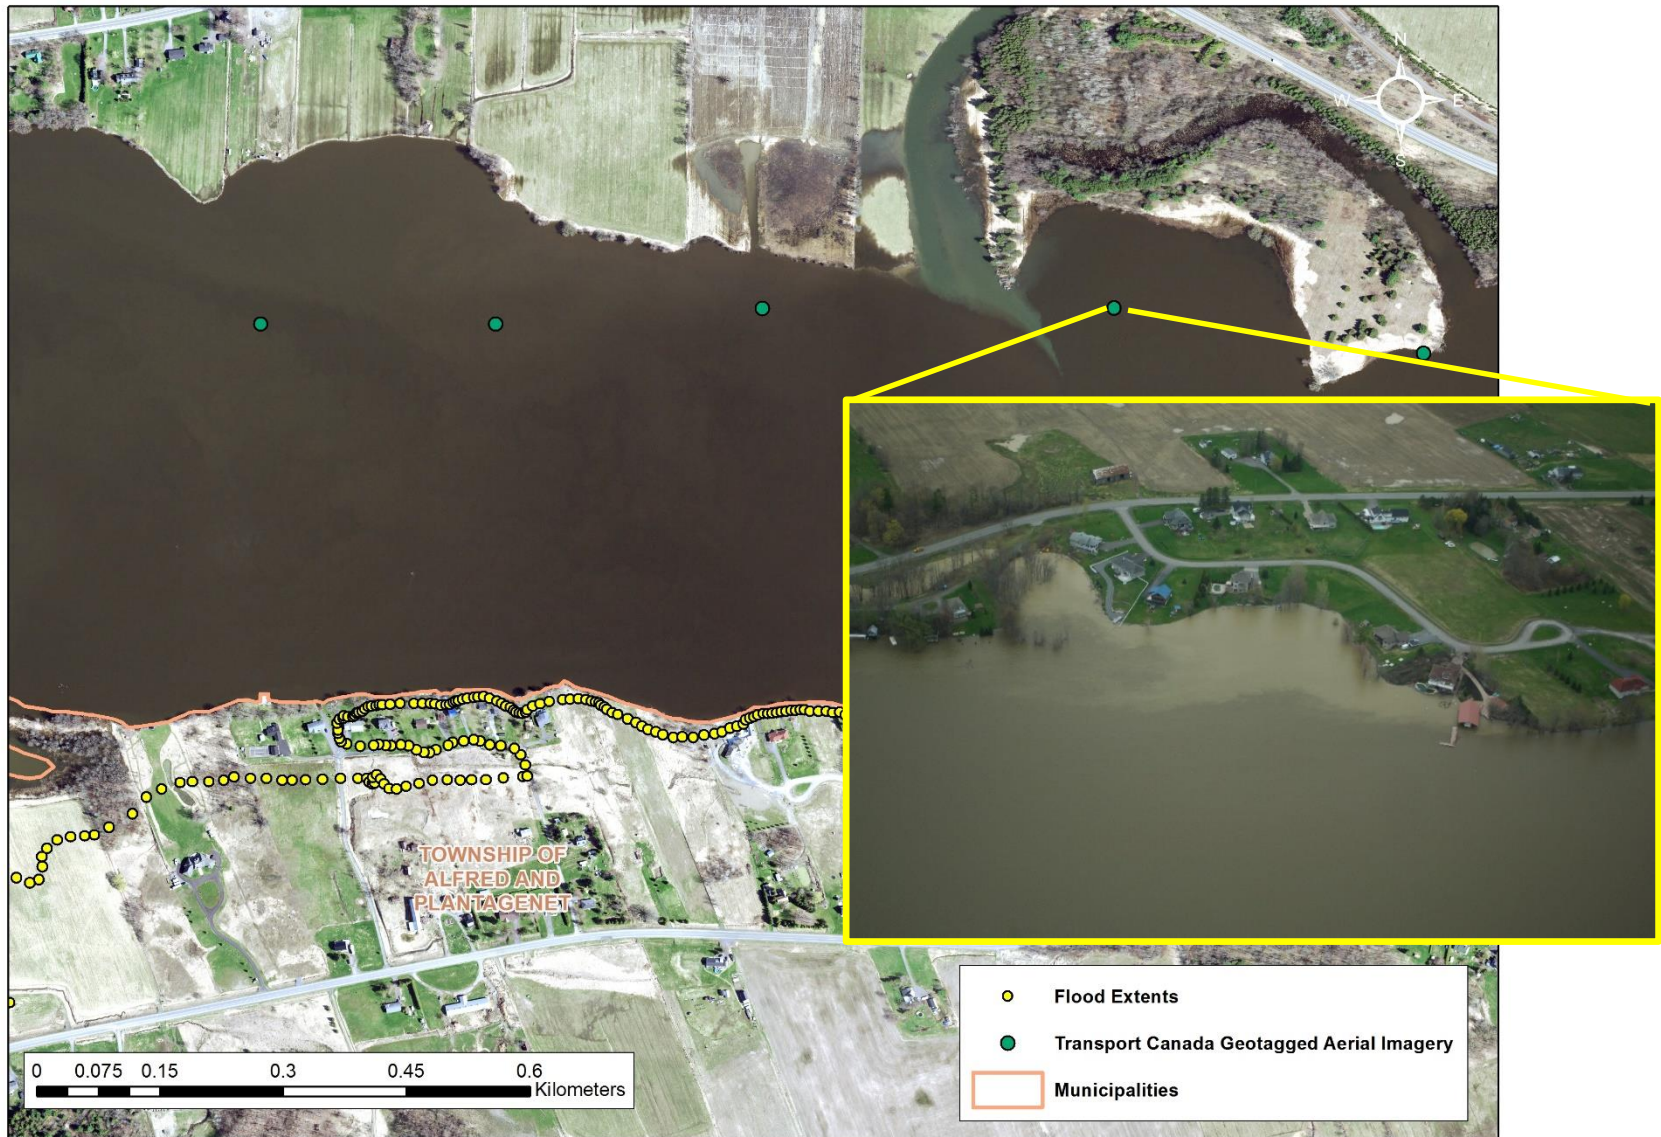 N
W E
S
TOWNSHIP OF
ALFRED AND
PLANTAGENET
Flood Extents
Transport Canada Geotagged Aerial Imagery
Municipalities
0 0.075 0.15 0.3 0.45 0.6
Kilometers